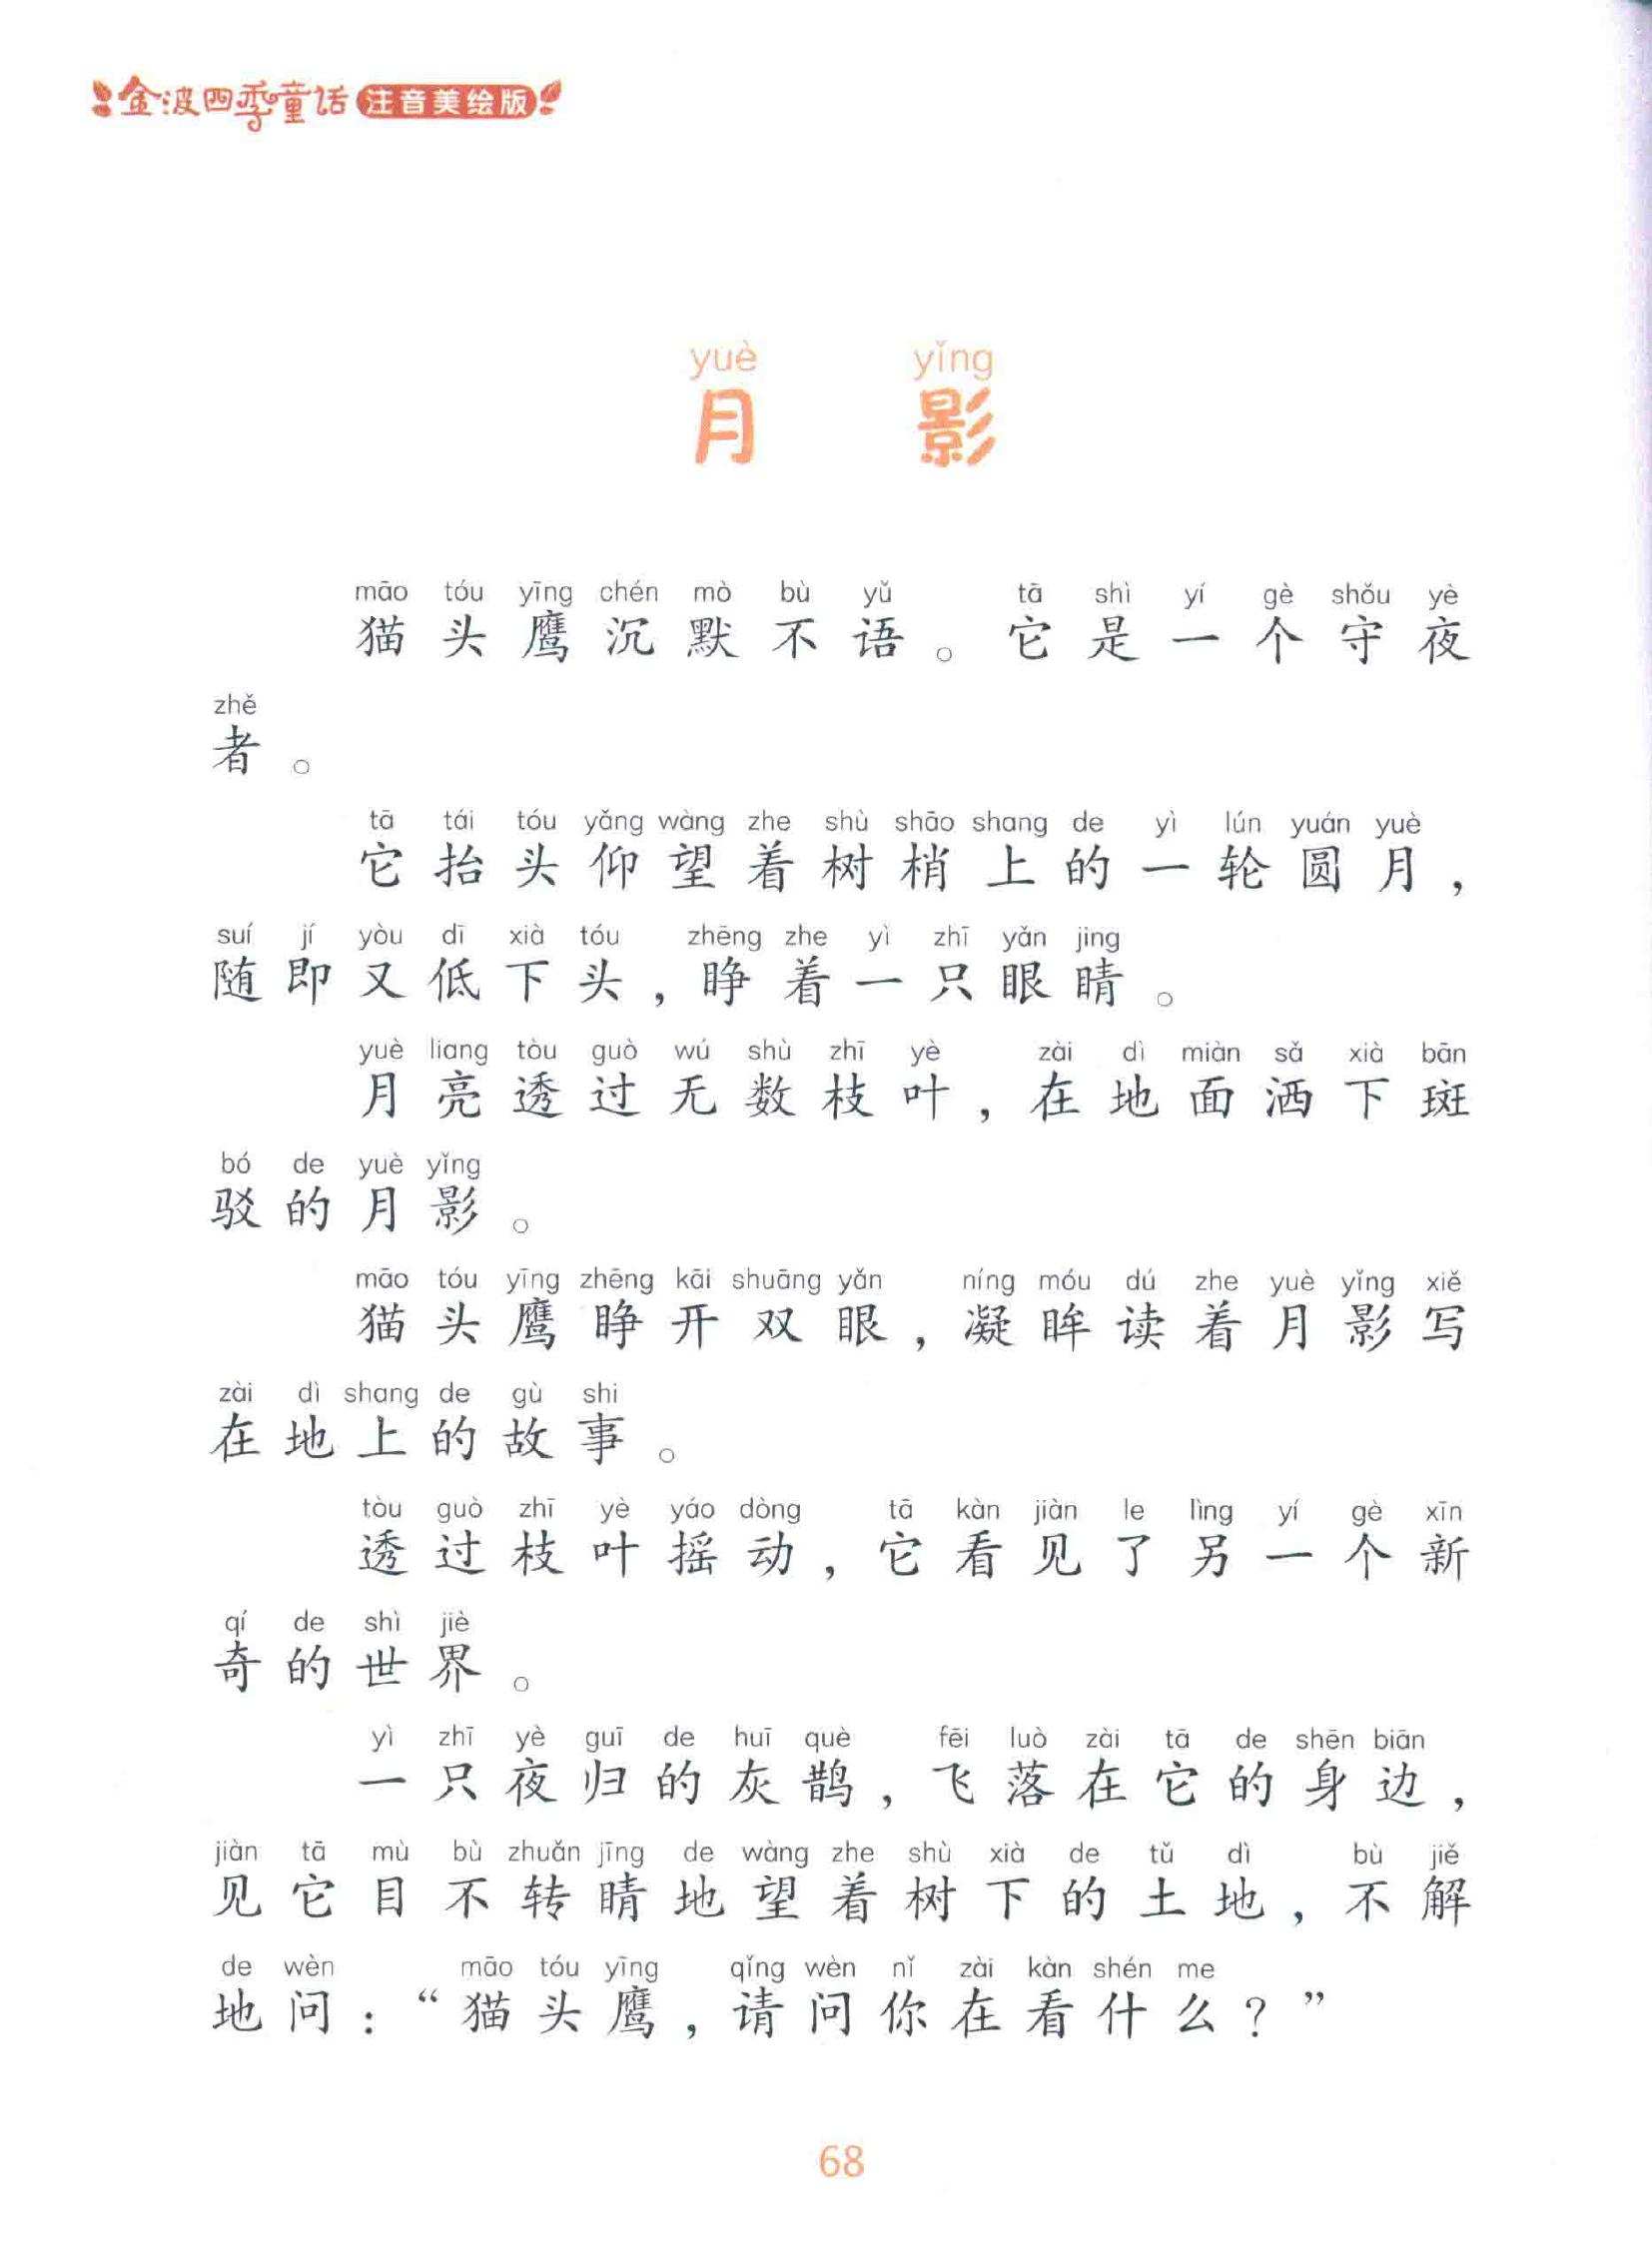 金波四季童话 注音美绘版
yuè yǐng
月 影
māo tóu yīng chén mò bù yǔ tā shì yí gè shǒu yè
猫头鹰沉默不语。它是一个守夜
zhě
者。
tā tái tóu yǎng wàng zhe shù shāo shang de yì lún yuán yuè
它抬头仰望着树梢上的一轮圆月，
suí jí yòu dī xià tóu zhēng zhe yì zhī yǎn jing
随即又低下头，睁着一只眼睛。
yuè liang tòu guò wú shù zhī yè zài dì miàn sǎ xià bān
月亮透过无数枝叶，在地面洒下斑
bó de yuè yǐng
驳的月影。
māo tóu yīng zhēng kāi shuāng yǎn níng móu dú zhe yuè yǐng xiě
猫头鹰睁开双眼，凝眸读着月影写
zài dì shang de gù shi
在地上的故事。
tòu guò zhī yè yáo dòng tā kàn jiàn le lìng yí gè xīn
透过枝叶摇动，它看见了另一个新
qí de shì jiè
奇的世界。
yì zhī yè guī de huī què fēi luò zài tā de shēn biān
一只夜归的灰鹊，飞落在它的身边，
jiàn tā mù bù zhuǎn jīng de wàng zhe shù xià de tǔ dì bù jiě
见它目不转睛地望着树下的土地，不解
de wèn māo tóu yīng qǐng wèn nǐ zài kàn shén me
地问：“猫头鹰，请问你在看什么？”
68